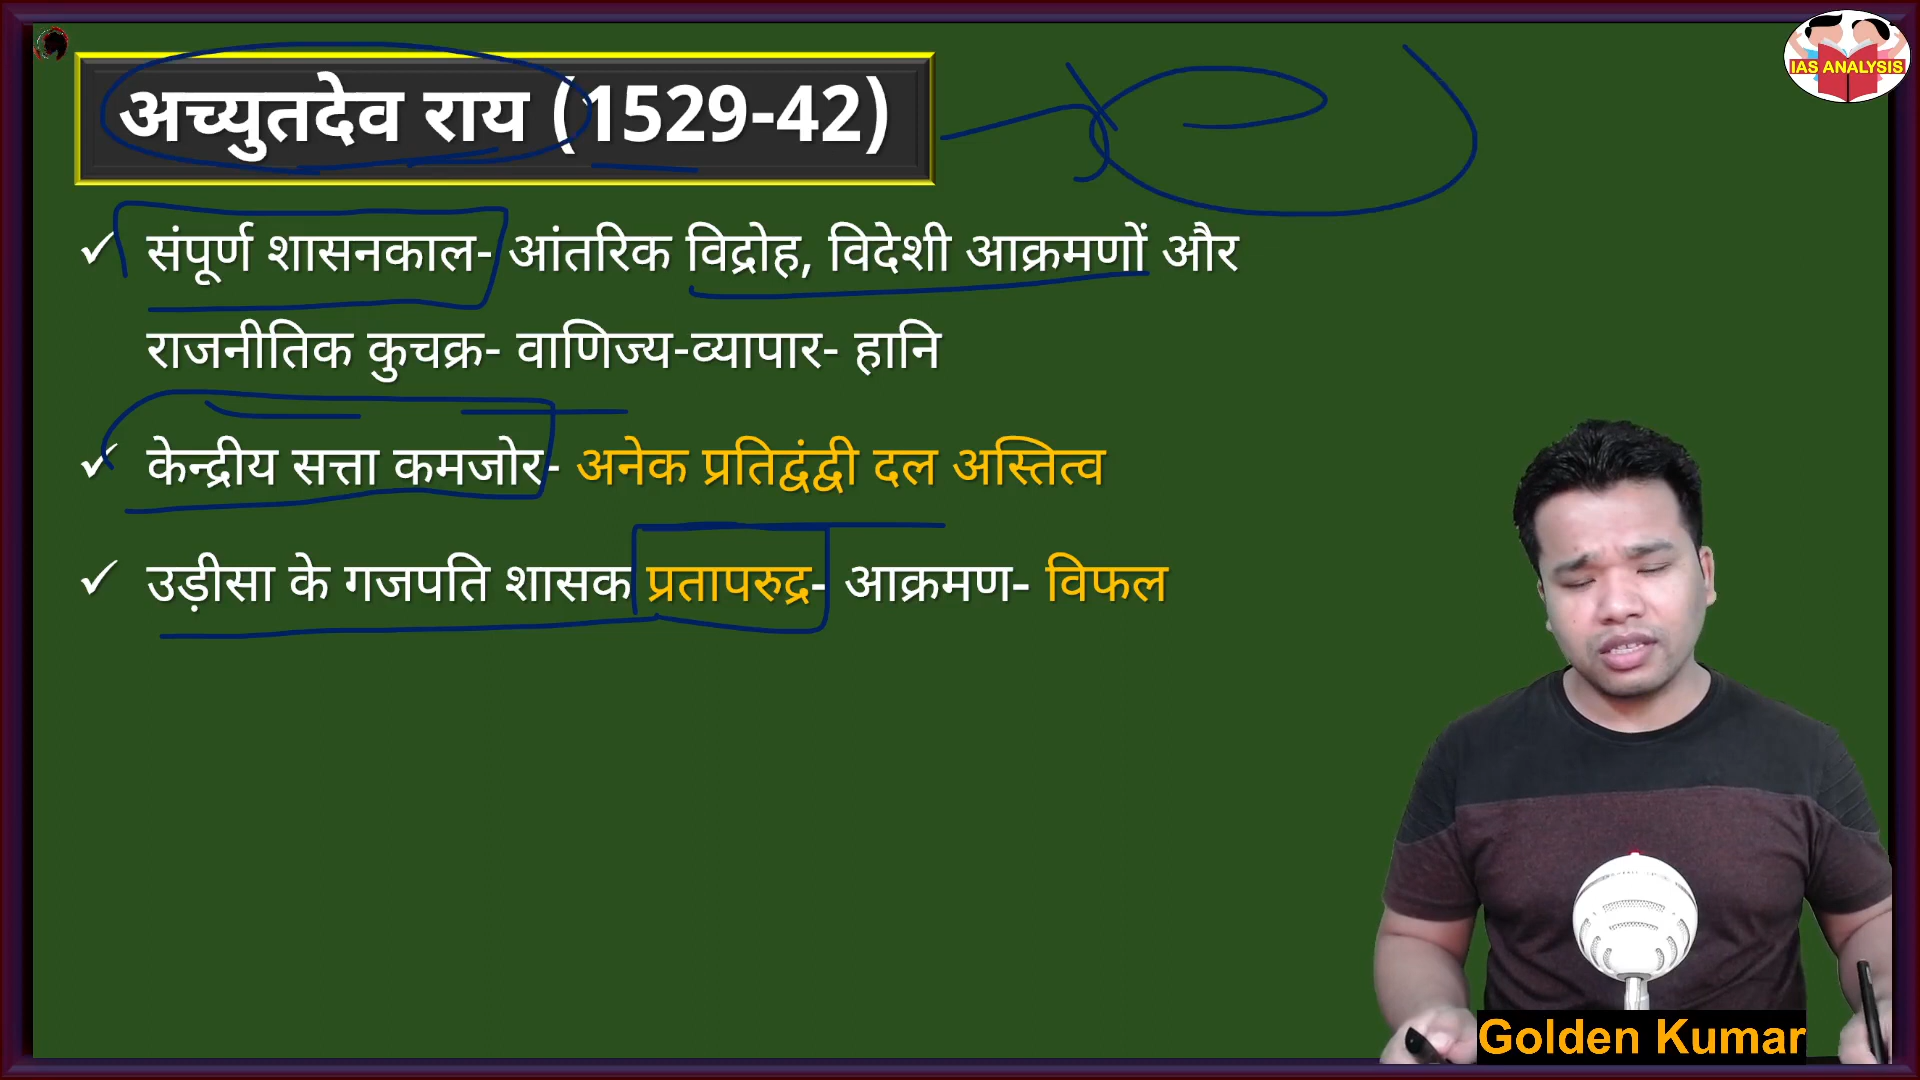 अच्युतदेव राय (1529-42)
IAS ANALYSIS
✓ संपूर्ण शासनकाल- आंतरिक विद्रोह, विदेशी आक्रमणों और
राजनीतिक कुचक्र- वाणिज्य-व्यापार- हानि
✓ केन्द्रीय सत्ता कमजोर- अनेक प्रतिद्वंद्वी दल अस्तित्व
✓ उड़ीसा के गजपति शासक प्रतापरुद्र- आक्रमण- विफल
Golden Kumar